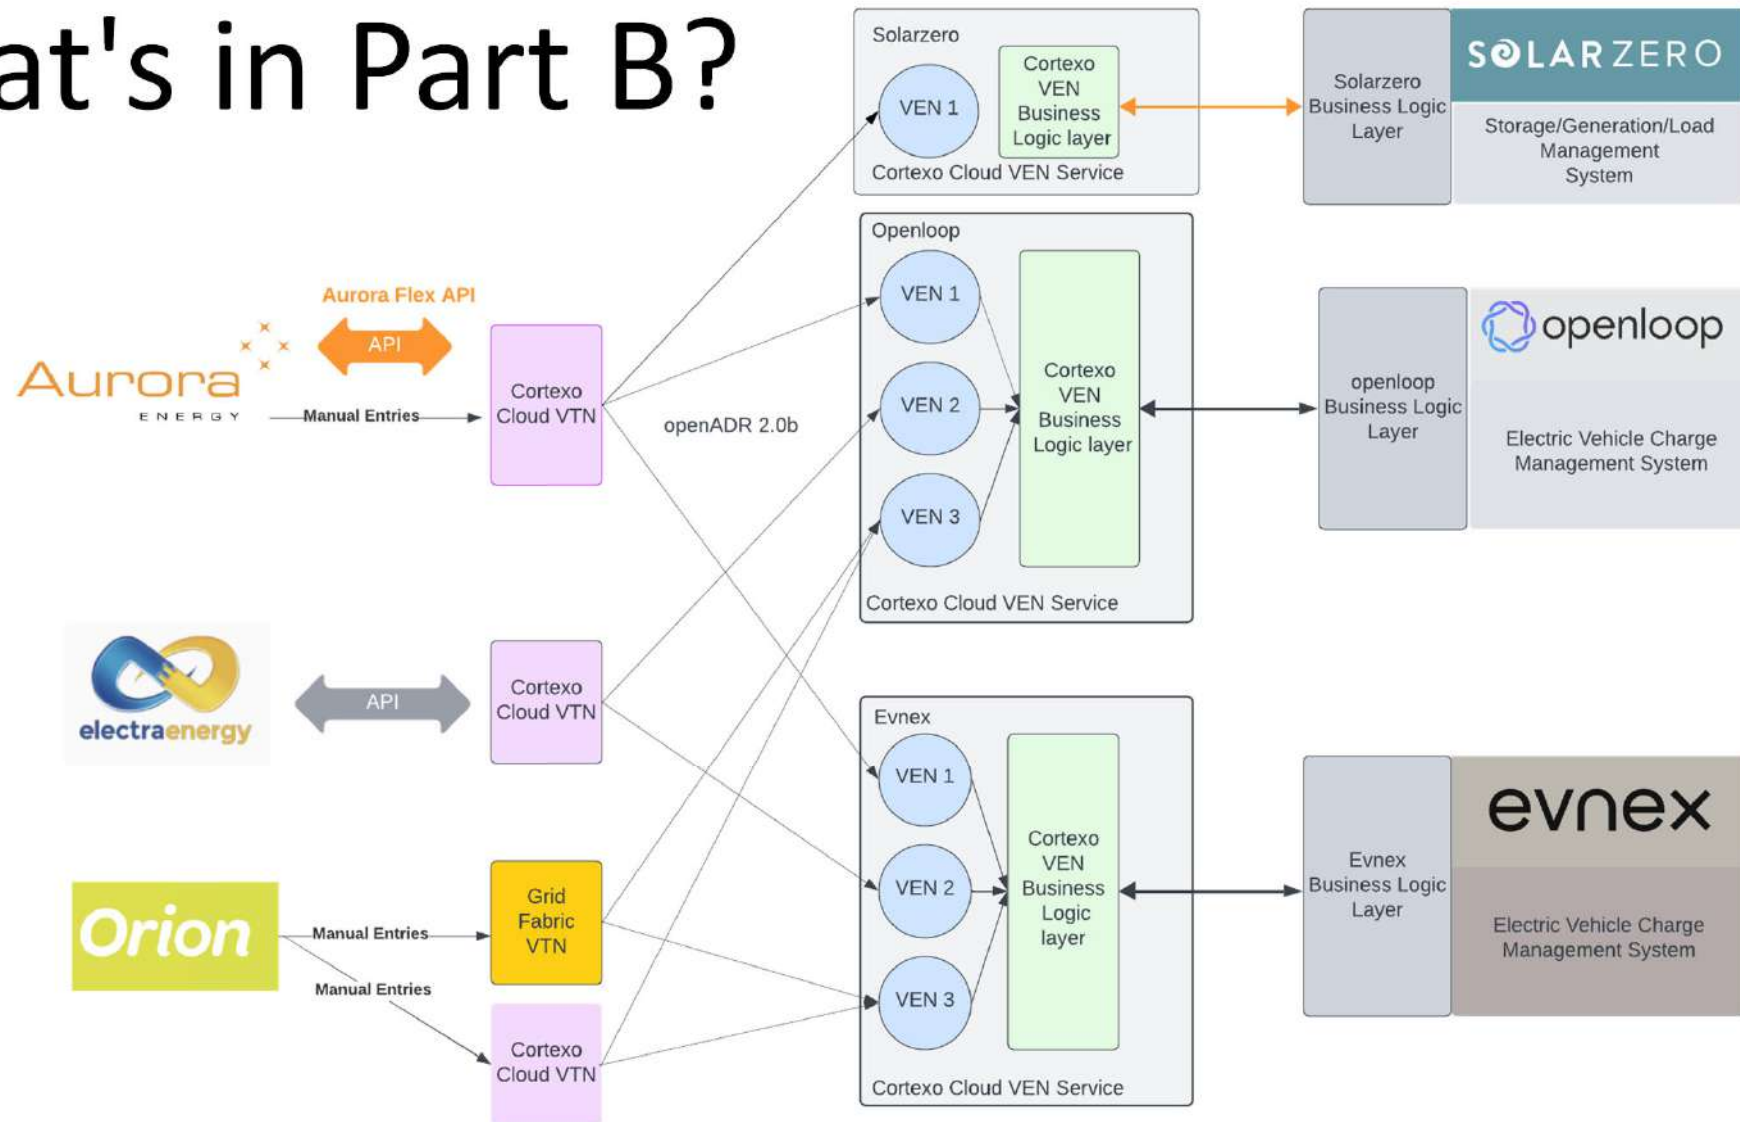 at's in Part B?
Solarzero
VEN 1
Cortexo
VEN
Business
Logic layer
Cortexo Cloud VEN Service
Solarzero
Business Logic
Layer
SOLARZERO
Storage/Generation/Load
Management
System
Aurora
ENERGY
Aurora Flex API
API
Manual Entries
Cortexo
Cloud VTN
openADR 2.0b
Openloop
VEN 1
VEN 2
VEN 3
Cortexo
VEN
Business
Logic layer
Cortexo Cloud VEN Service
openloop
Business Logic
Layer
openloop
Electric Vehicle Charge
Management System
electraenergy
API
Cortexo
Cloud VTN
Orion
Manual Entries
Manual Entries
Grid
Fabric
VTN
Cortexo
Cloud VTN
Evnex
VEN 1
VEN 2
VEN 3
Cortexo
VEN
Business
Logic
layer
Cortexo Cloud VEN Service
Evnex
Business Logic
Layer
evnex
Electric Vehicle Charge
Management System